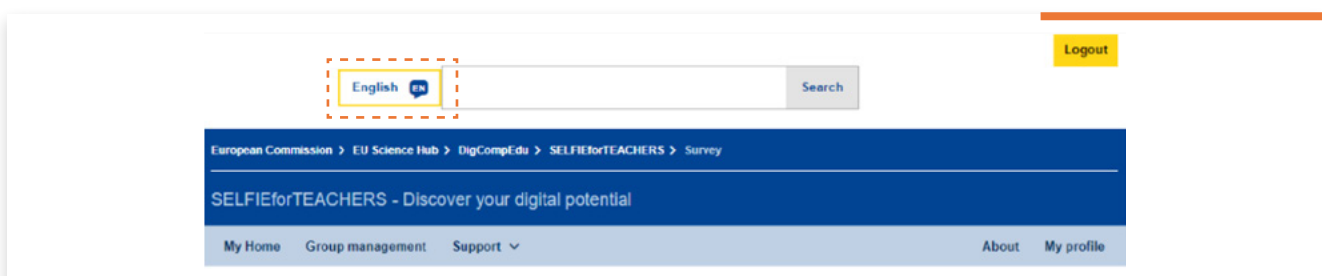 Logout
English EN
Search
European Commission > EU Science Hub > DigCompEdu > SELFIEforTEACHERS > Survey
SELFIEforTEACHERS - Discover your digital potential
My Home Group management Support About My profile